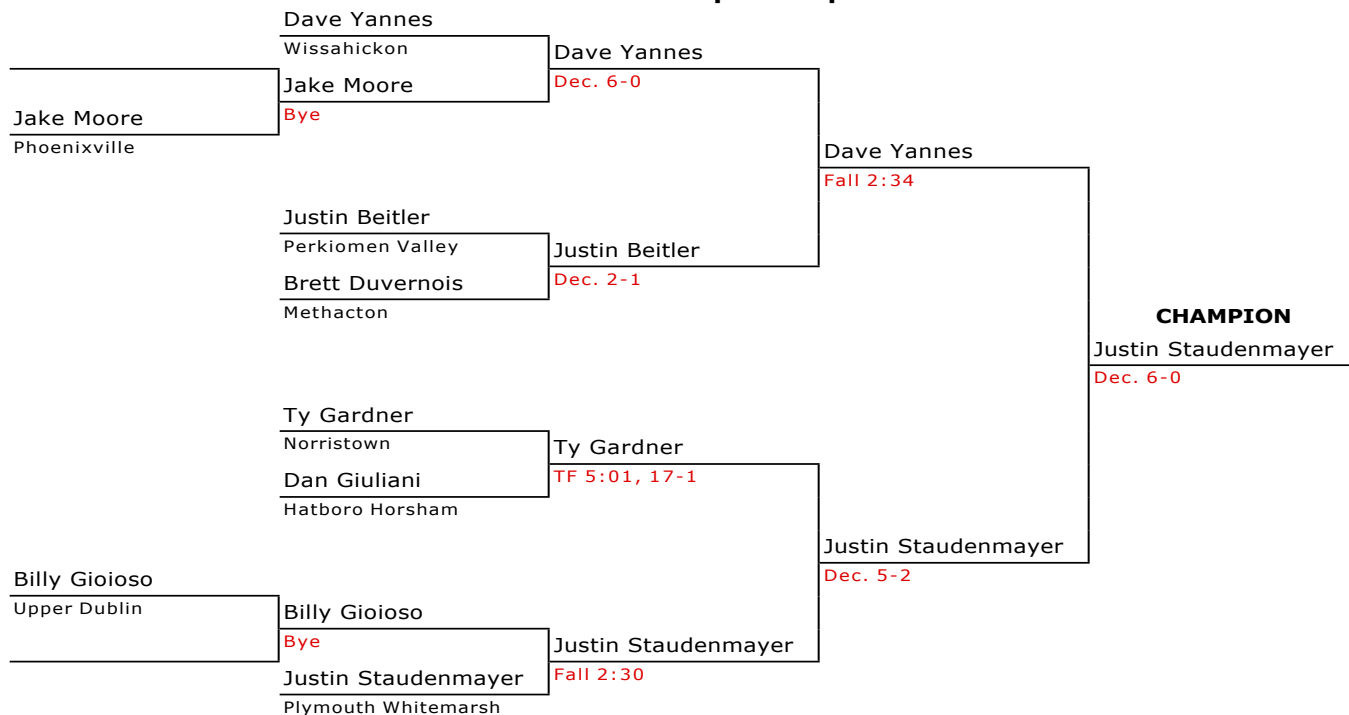 Dave Yannes
Wissahickon
Dave Yannes
Jake Moore
Dec. 6-0
Jake Moore
Bye
Phoenixville
Dave Yannes
Fall 2:34
Justin Beitler
Perkiomen Valley
Justin Beitler
Brett Duvernois
Dec. 2-1
Methacton
CHAMPION
Justin Staudenmayer
Dec. 6-0
Ty Gardner
Norristown
Ty Gardner
Dan Giuliani
TF 5:01, 17-1
Hatboro Horsham
Justin Staudenmayer
Dec. 5-2
Billy Gioioso
Upper Dublin
Billy Gioioso
Bye
Justin Staudenmayer
Justin Staudenmayer
Fall 2:30
Plymouth Whitemarsh